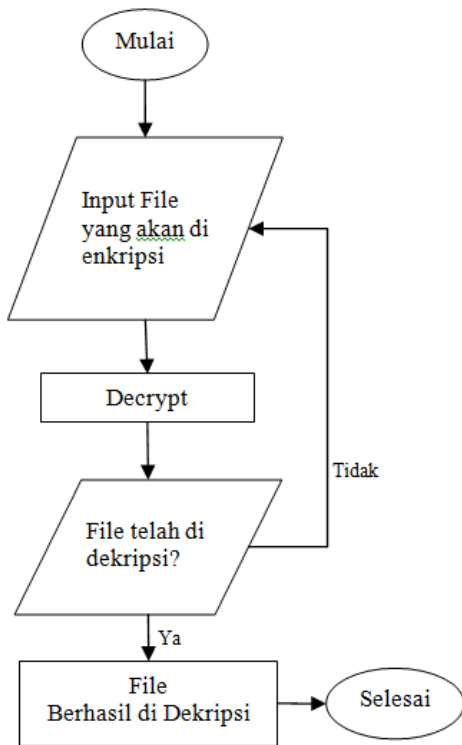 Mulai
Input File
yang akan di
enkripsi
Decrypt
Tidak
File telah di
dekripsi?
Ya
File
Berhasil di Dekripsi
Selesai